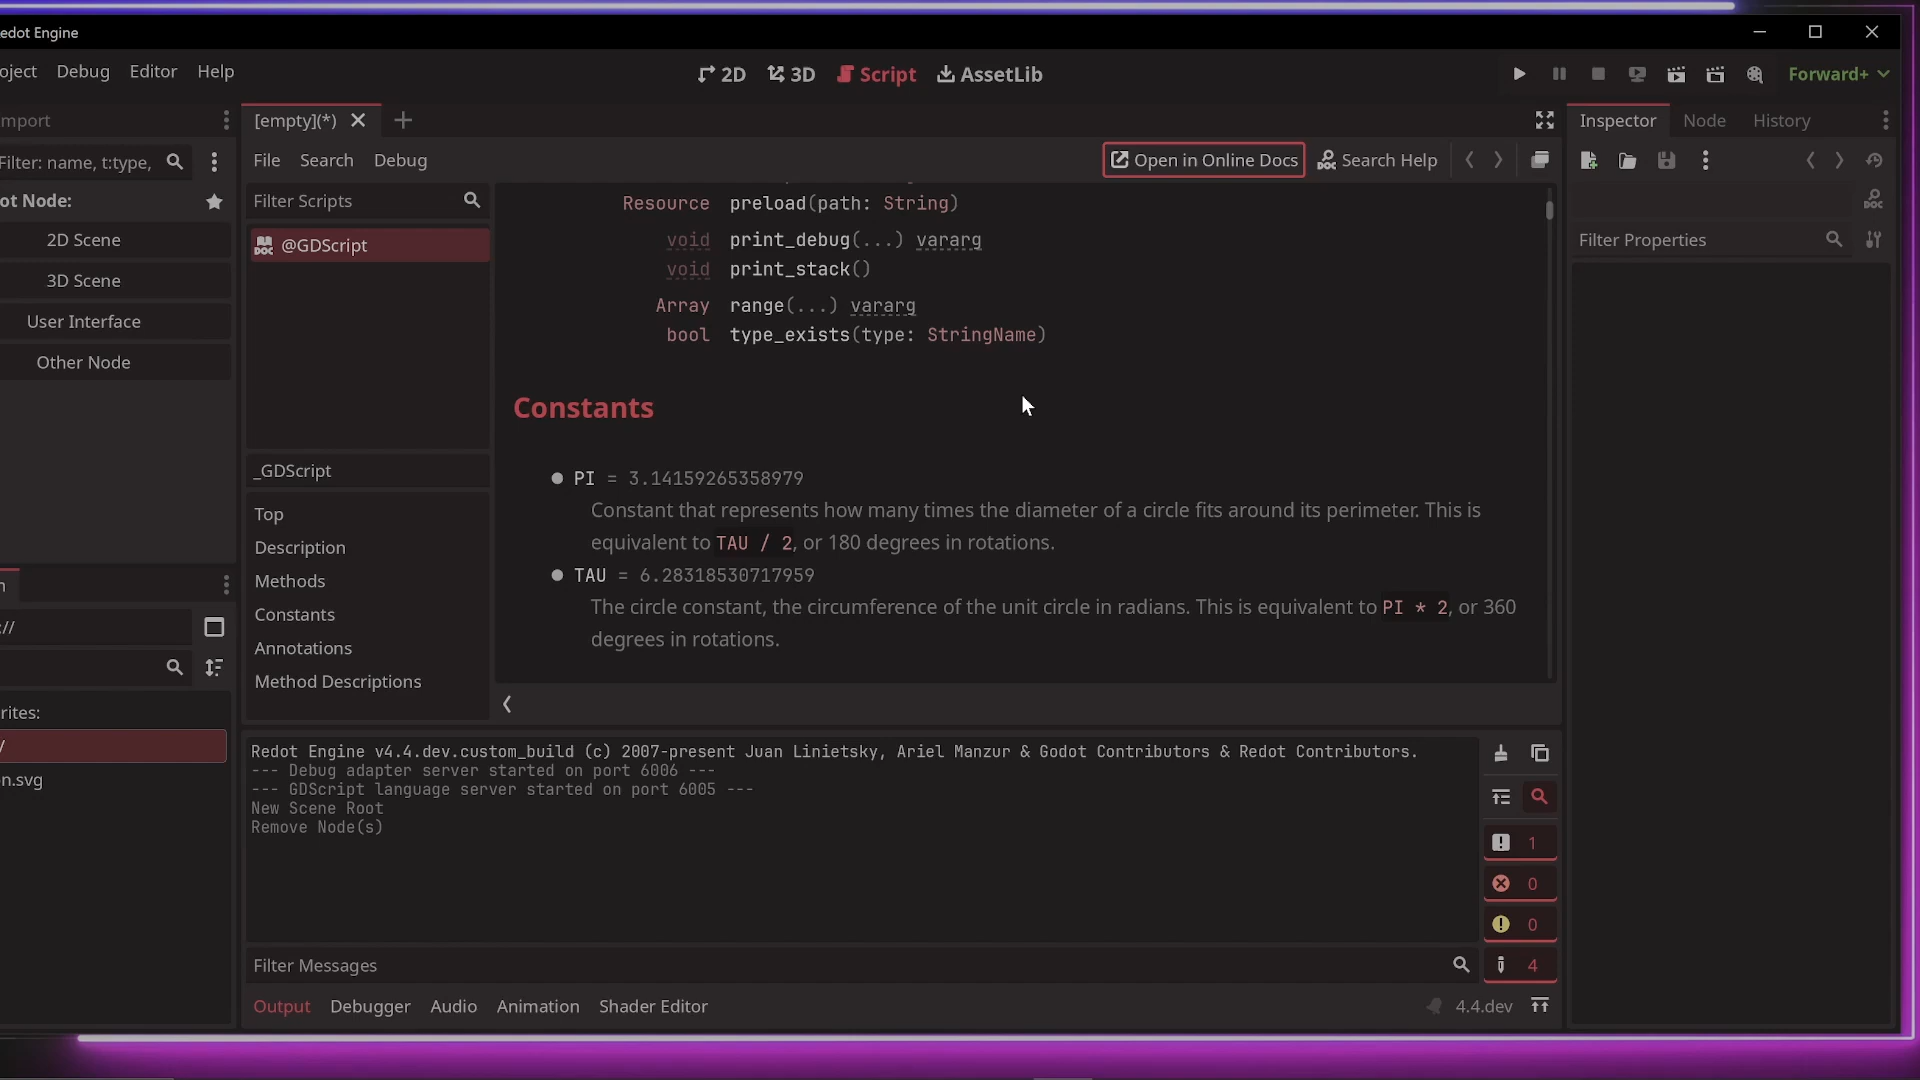 edot Engine
oject Debug Editor Help
2D 3D Script AssetLib
Forward+
mport
[empty](*)
Inspector Node History
Filter: name, t:type,
File Search Debug
Open in Online Docs Search Help
ot Node:
2D Scene
3D Scene
User Interface
Other Node
Filter Scripts
@GDScript
_GDScript
Top
Description
Methods
Constants
Annotations
Method Descriptions
Resource preload(path: String)
void print_debug(...) vararg
void print_stack()
Array range(...) vararg
bool type_exists(type: StringName)
Constants
PI = 3.14159265358979
Constant that represents how many times the diameter of a circle fits around its perimeter. This is
equivalent to TAU / 2, or 180 degrees in rotations.
TAU = 6.28318530717959
The circle constant, the circumference of the unit circle in radians. This is equivalent to PI * 2, or 360
degrees in rotations.
Filter Properties
n
://
rites:
/
n.svg
Redot Engine v4.4.dev.custom_build (c) 2007-present Juan Linietsky, Ariel Manzur & Godot Contributors & Redot Contributors.
--- Debug adapter server started on port 6006 ---
--- GDScript language server started on port 6005 ---
New Scene Root
Remove Node(s)
1
0
0
4
Filter Messages
Output Debugger Audio Animation Shader Editor
4.4.dev